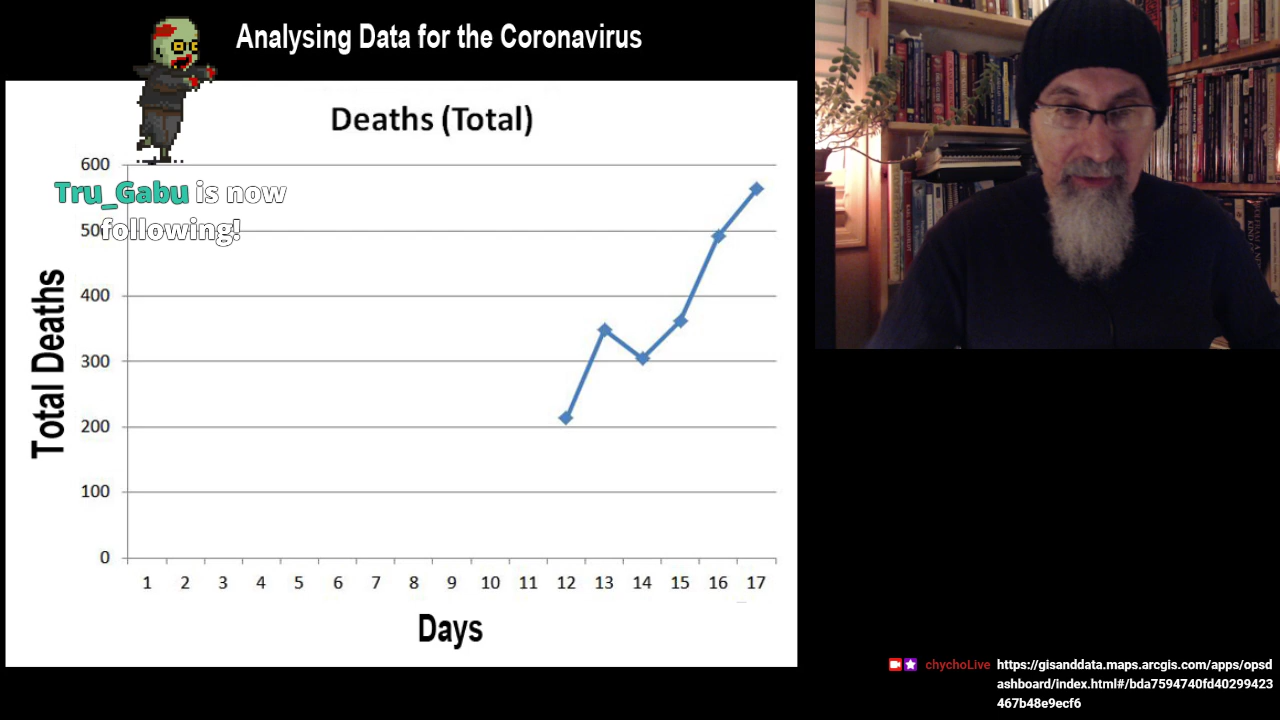 Analysing Data for the Coronavirus
Deaths (Total)
Tru_Gabu is now
following!
600
500
400
300
200
100
0
Total Deaths
1 2 3 4 5 6 7 8 9 10 11 12 13 14 15 16 17
Days
chychoLive https://gisanddata.maps.arcgis.com/apps/opsd
ashboard/index.html#/bda7594740fd40299423
467b48e9ecf6